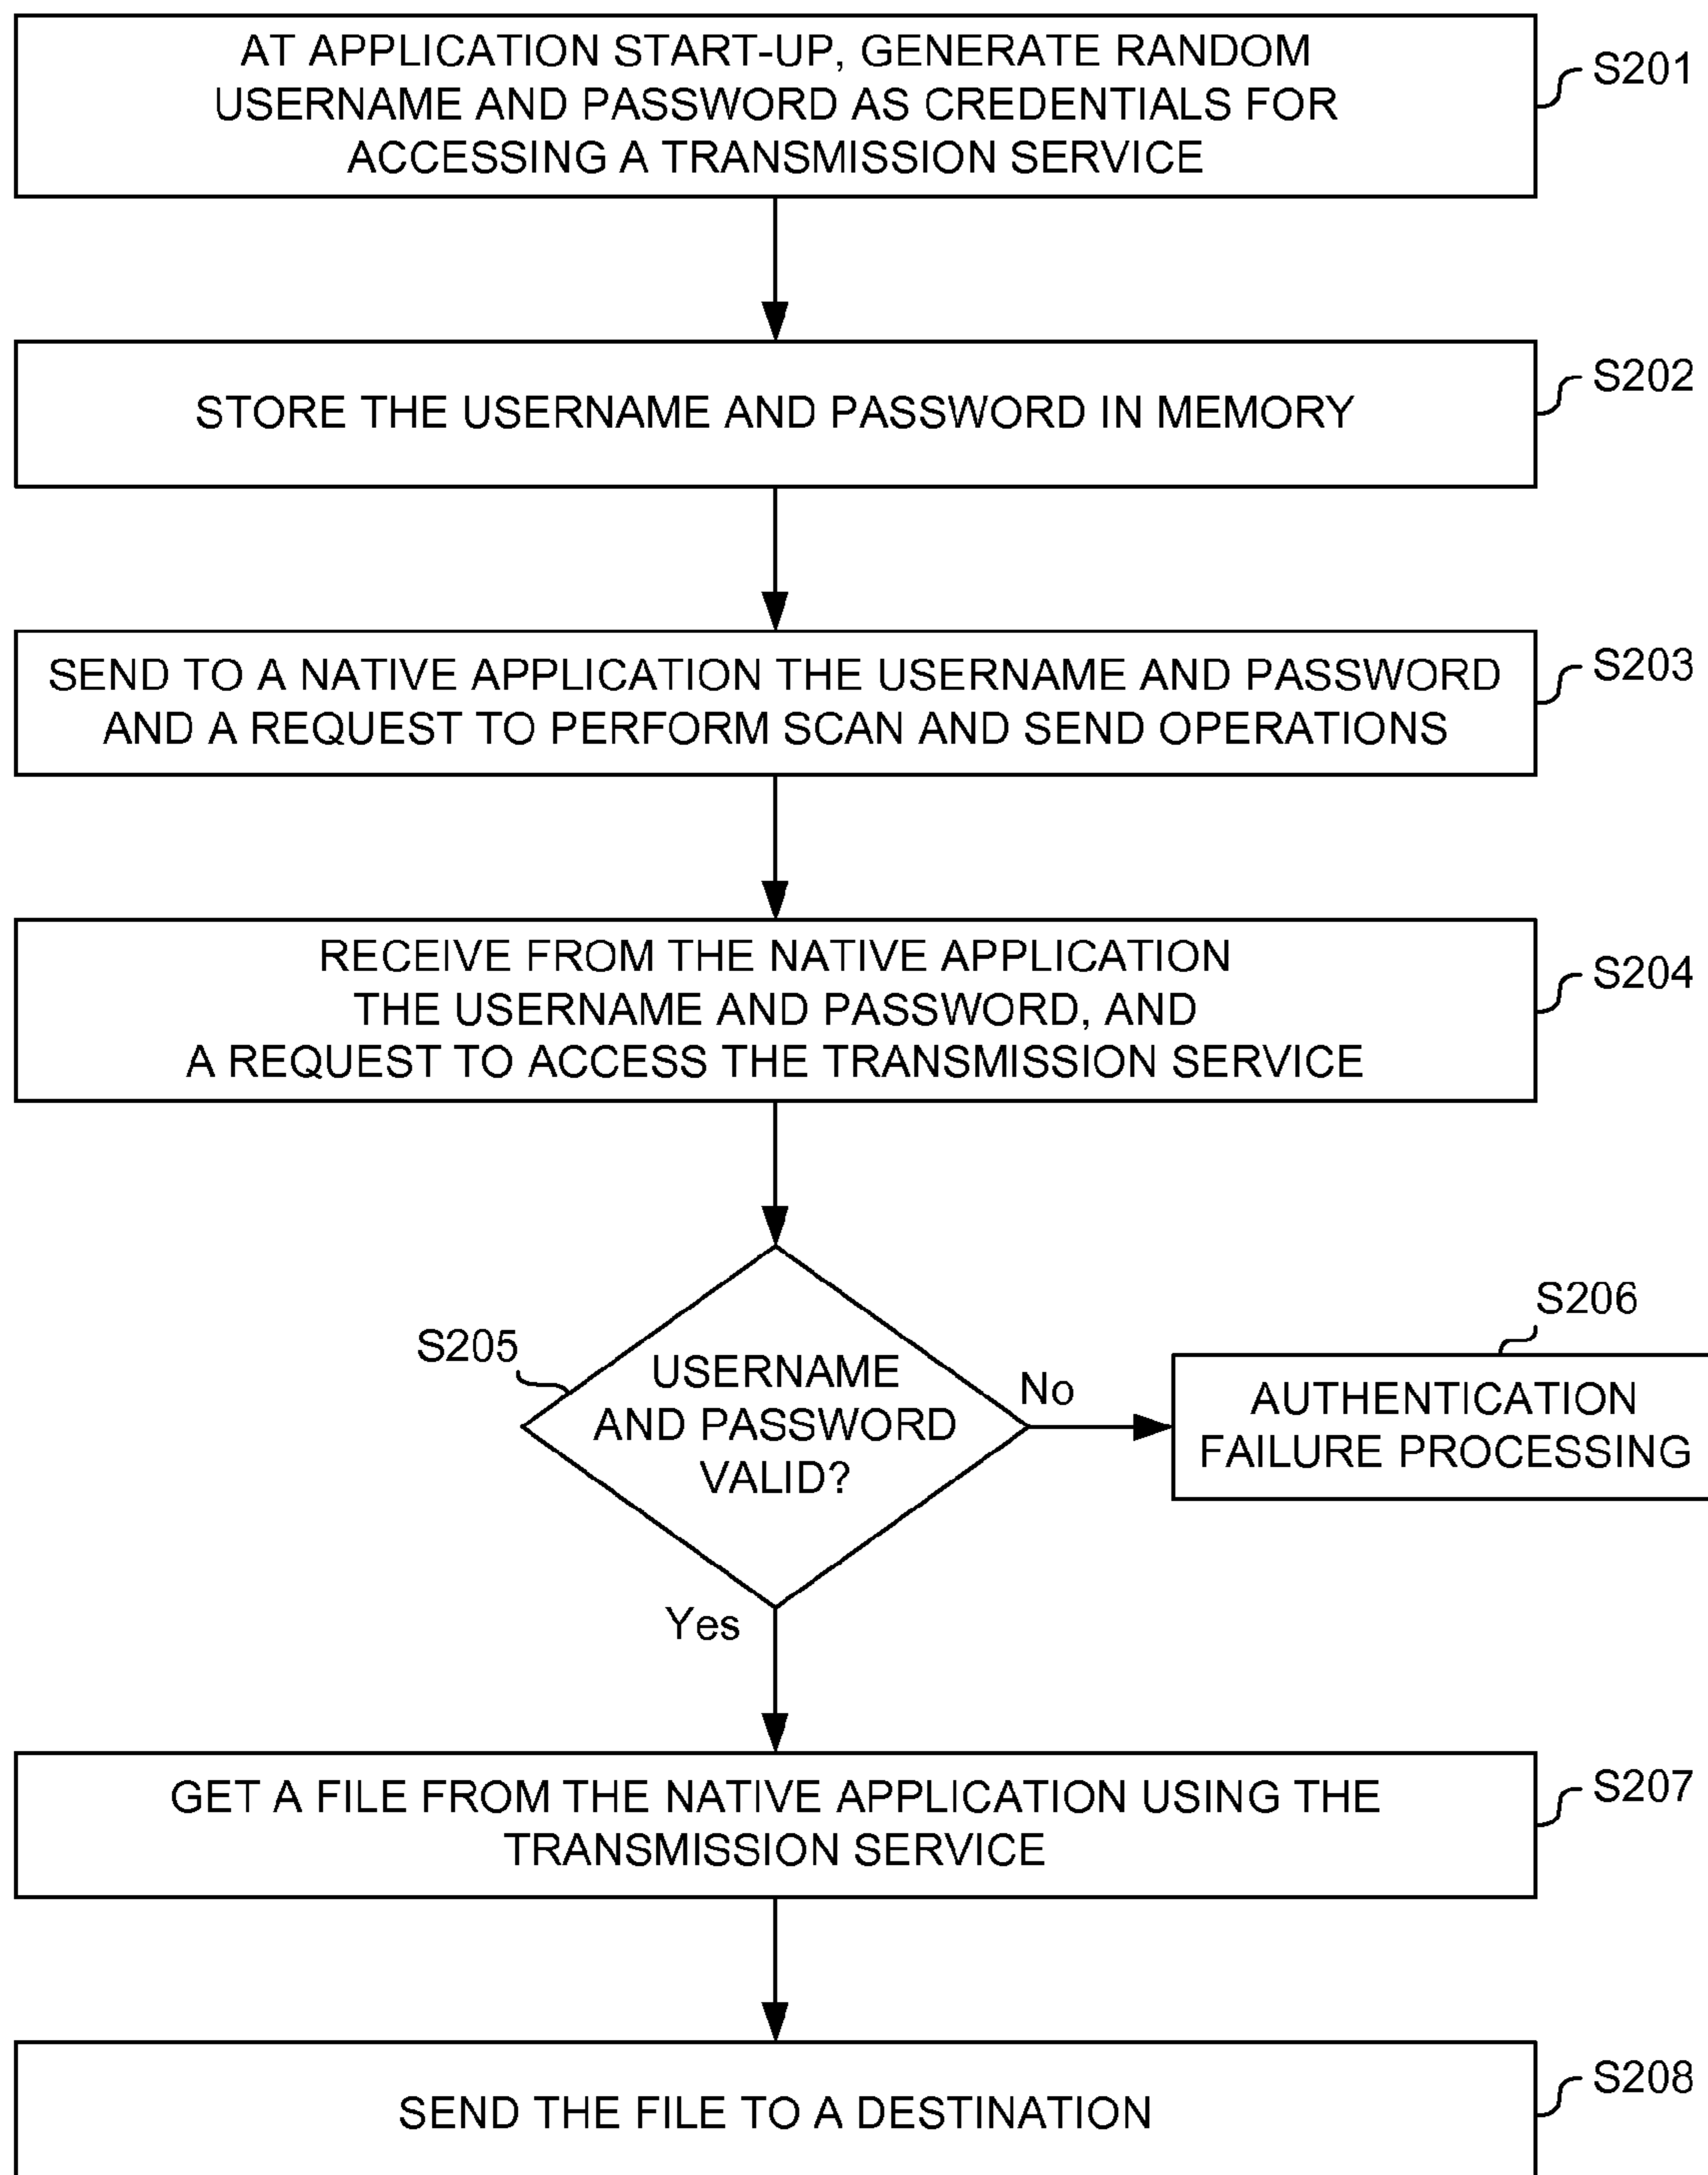 AT APPLICATION START-UP, GENERATE RANDOM
USERNAME AND PASSWORD AS CREDENTIALS FOR
ACCESSING A TRANSMISSION SERVICE
S201
STORE THE USERNAME AND PASSWORD IN MEMORY
S202
SEND TO A NATIVE APPLICATION THE USERNAME AND PASSWORD
AND A REQUEST TO PERFORM SCAN AND SEND OPERATIONS
S203
RECEIVE FROM THE NATIVE APPLICATION
THE USERNAME AND PASSWORD, AND
A REQUEST TO ACCESS THE TRANSMISSION SERVICE
S204
S205
USERNAME
AND PASSWORD
VALID?
No
S206
AUTHENTICATION
FAILURE PROCESSING
Yes
GET A FILE FROM THE NATIVE APPLICATION USING THE
TRANSMISSION SERVICE
S207
SEND THE FILE TO A DESTINATION
S208